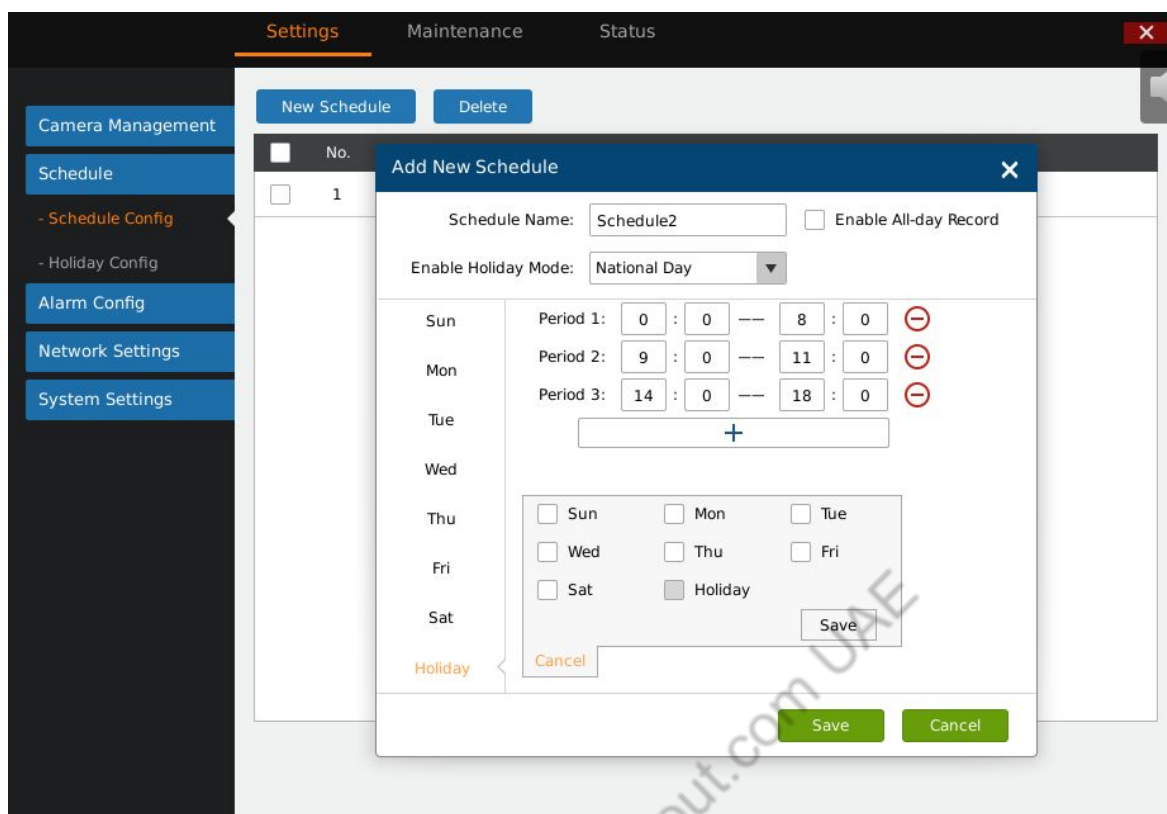 Settings Maintenance Status
New Schedule Delete
Camera Management
No.
Add New Schedule
Schedule
1
Schedule Name: Schedule2 Enable All-day Record
- Schedule Config
Enable Holiday Mode: National Day
- Holiday Config
Alarm Config
Network Settings
System Settings
Sun
Mon
Tue
Wed
Thu
Fri
Sat
Holiday
Period 1: 0 : 0 —— 8 : 0
Period 2: 9 : 0 —— 11 : 0
Period 3: 14 : 0 —— 18 : 0
+
Sun Mon Tue
Wed Thu Fri
Sat Holiday
Save
Cancel
Save Cancel
out.com UAE